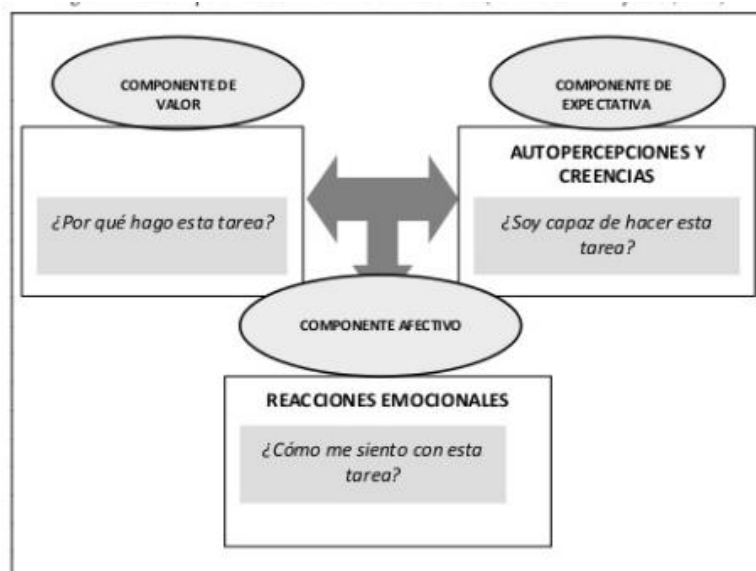 COMPONENTE DE
VALOR
¿Por qué hago esta tarea?
COMPONENTE DE
EXPECTATIVA
AUTOPERCEPCIONES Y
CREENCIAS
¿Soy capaz de hacer esta
tarea?
COMPONENTE AFECTIVO
REACCIONES EMOCIONALES
¿Cómo me siento con esta
tarea?